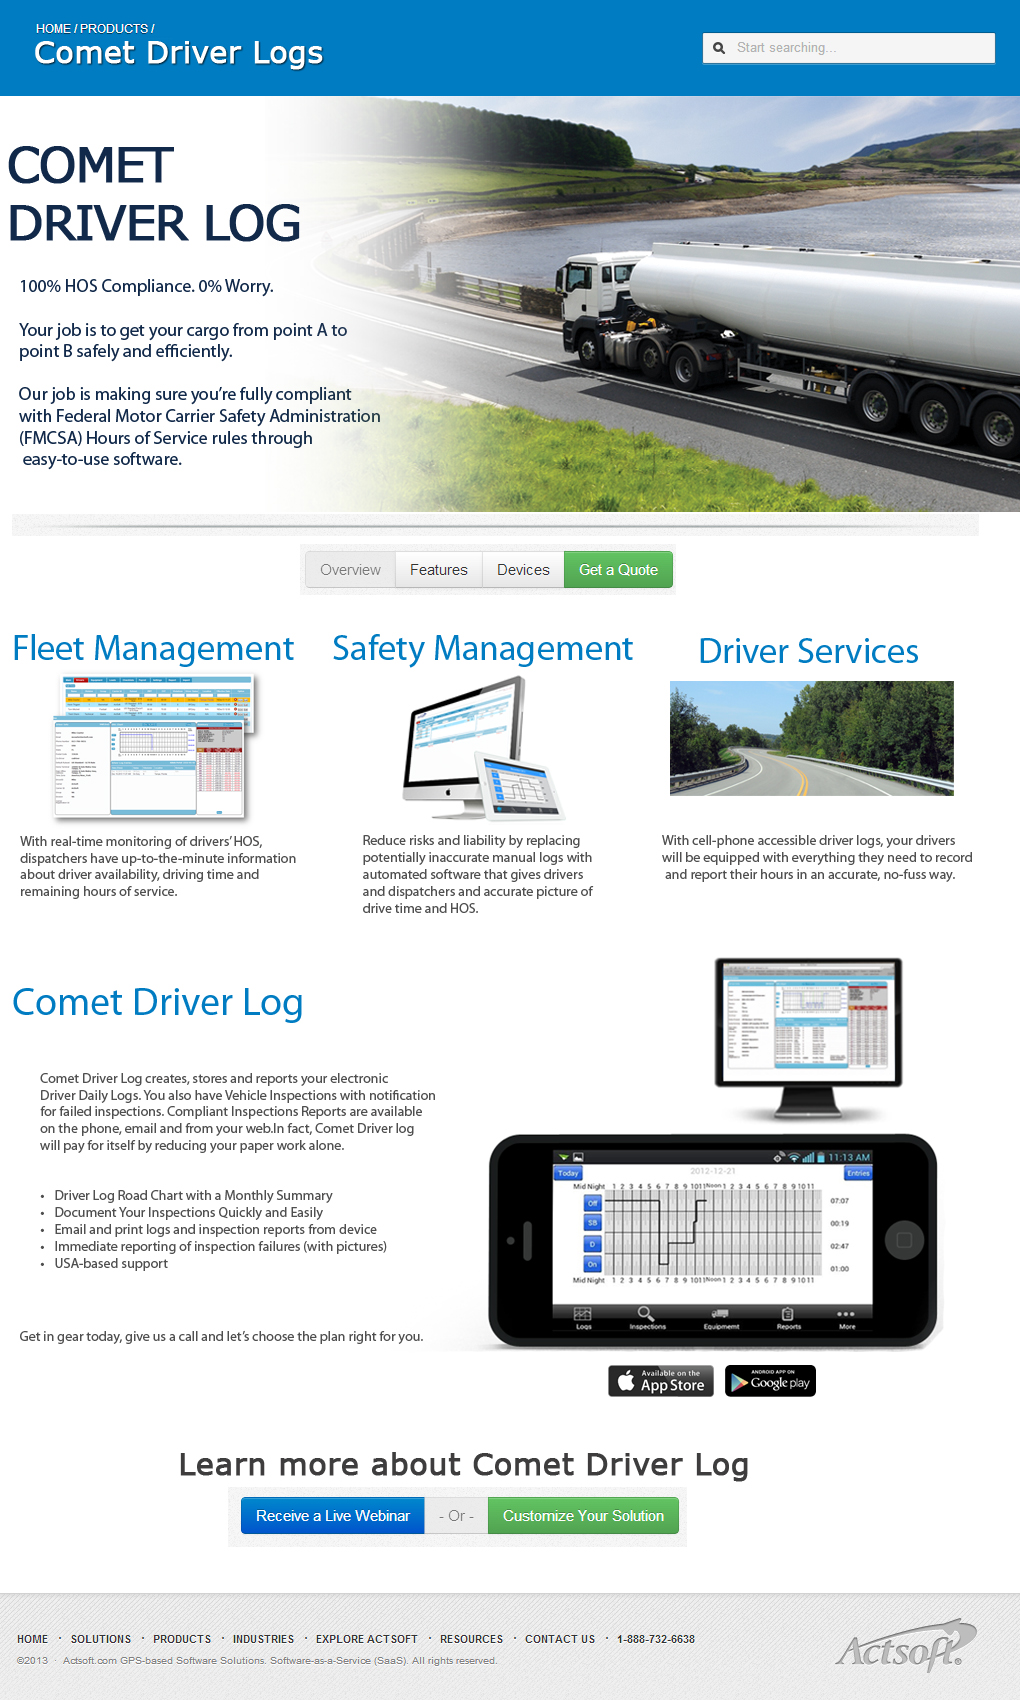 HOME / PRODUCTS /
Comet Driver Logs
Start searching...
COMET
DRIVER LOG
100% HOS Compliance. 0% Worry.
Your job is to get your cargo from point A to
point B safely and efficiently.
Our job is making sure you're fully compliant
with Federal Motor Carrier Safety Administration
(FMCSA) Hours of Service rules through
easy-to-use software.
Overview Features Devices Get a Quote
Fleet Management
Safety Management
Driver Services
With real-time monitoring of drivers' HOS,
dispatchers have up-to-the-minute information
about driver availability, driving time and
remaining hours of service.
Reduce risks and liability by replacing
potentially inaccurate manual logs with
automated software that gives drivers
and dispatchers and accurate picture of
drive time and HOS.
With cell-phone accessible driver logs, your drivers
will be equipped with everything they need to record
and report their hours in an accurate, no-fuss way.
Comet Driver Log
Comet Driver Log creates, stores and reports your electronic
Driver Daily Logs. You also have Vehicle Inspections with notification
for failed inspections. Compliant Inspections Reports are available
on the phone, email and from your web.In fact, Comet Driver log
will pay for itself by reducing your paper work alone.
• Driver Log Road Chart with a Monthly Summary
• Document Your Inspections Quickly and Easily
• Email and print logs and inspection reports from device
• Immediate reporting of inspection failures (with pictures)
• USA-based support
Get in gear today, give us a call and let's choose the plan right for you.
11:13 AM
Today 2012-12-21 Entries
Mid Night 1 2 3 4 5 6 7 8 9 1011Noon1 2 3 4 5 6 7 8 9 1011
Off 07:07
SB 00:19
D 02:47
On 01:00
Mid Night 1 2 3 4 5 6 7 8 9 1011Noon1 2 3 4 5 6 7 8 9 1011
Logs Inspections Equipment Reports More
Available on the
App Store
ANDROID APP ON
Google play
Learn more about Comet Driver Log
Receive a Live Webinar - Or - Customize Your Solution
HOME · SOLUTIONS · PRODUCTS · INDUSTRIES · EXPLORE ACTSOFT · RESOURCES · CONTACT US · 1-888-732-6638
©2013 · Actsoft.com GPS-based Software Solutions. Software-as-a-Service (SaaS). All rights reserved.
Actsoft®